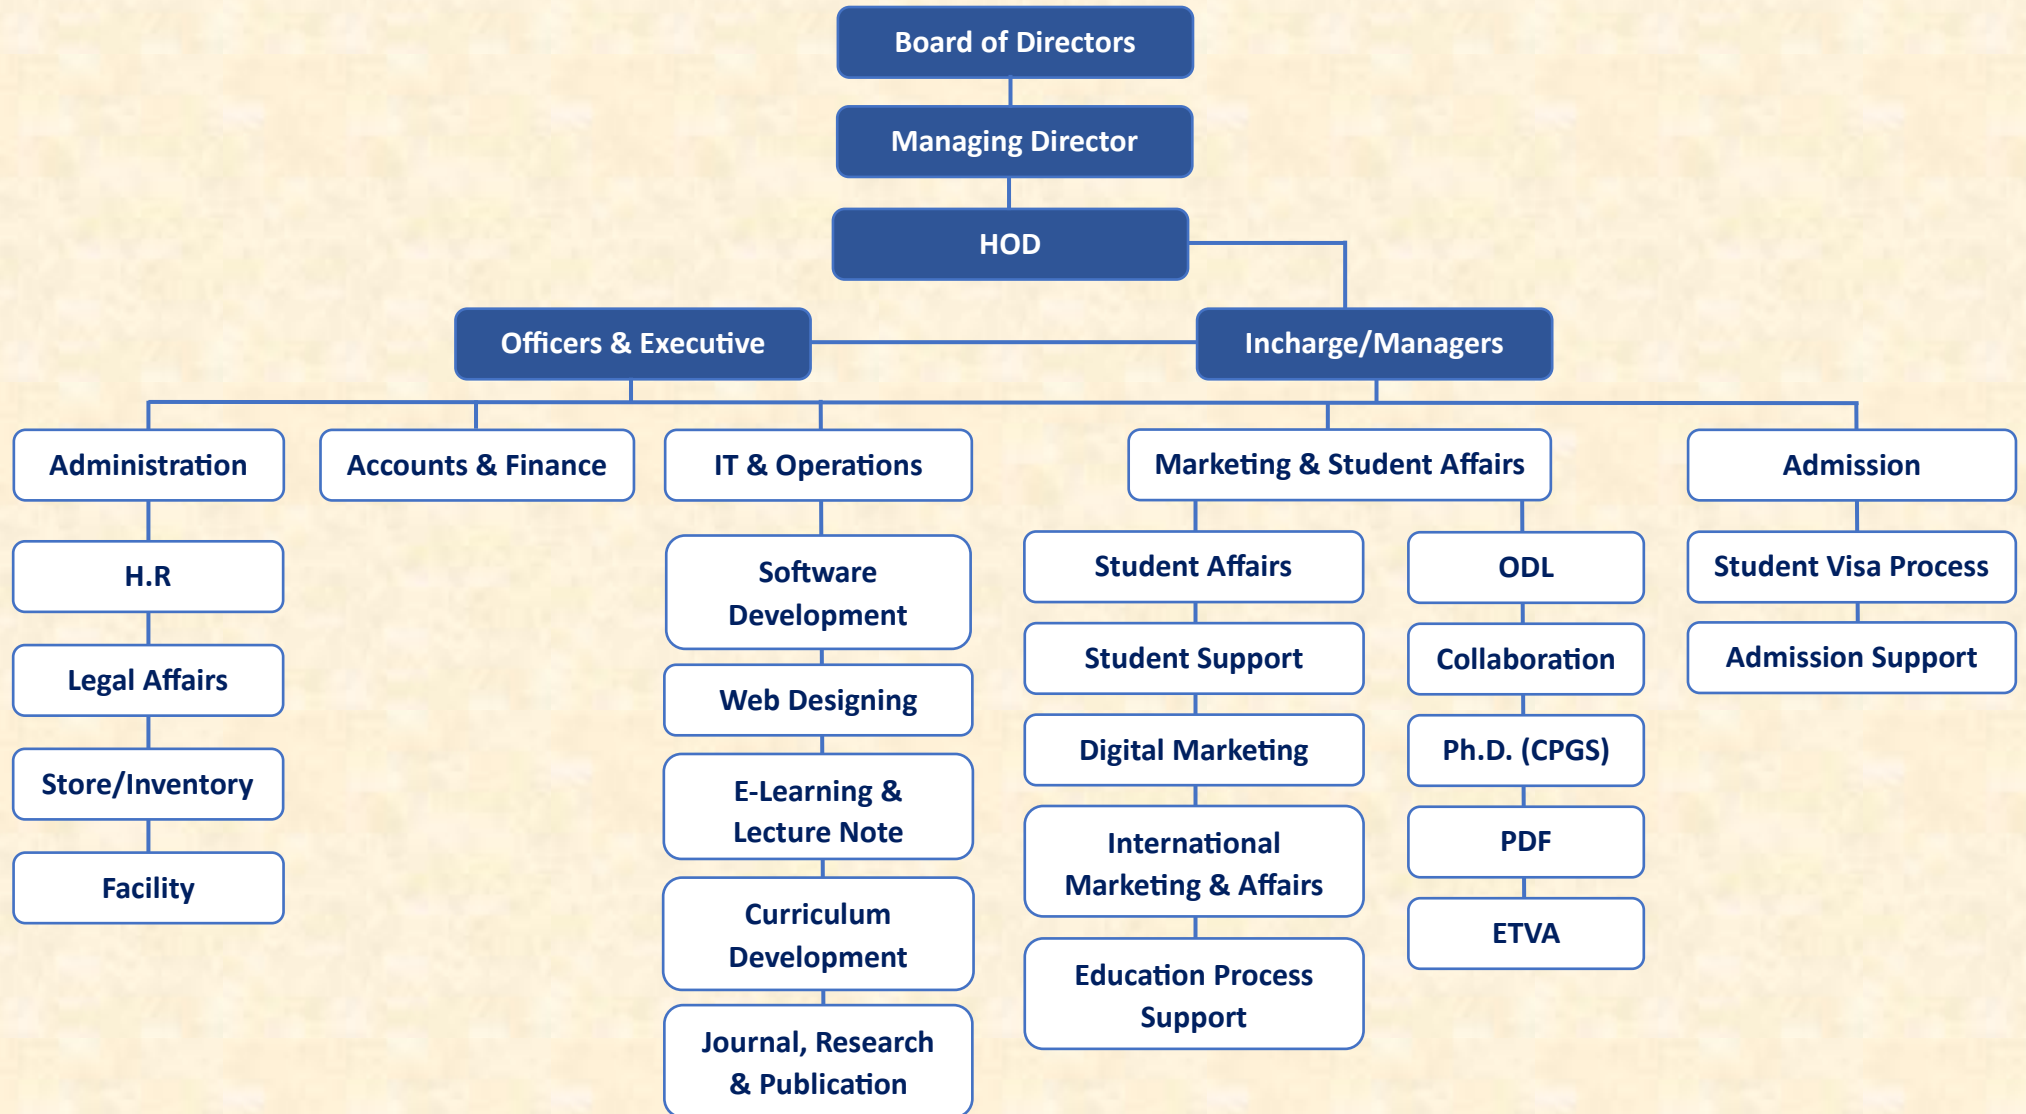 Board of Directors
Managing Director
HOD
Officers & Executive
Incharge/Managers
Administration
Accounts & Finance
IT & Operations
Marketing & Student Affairs
Admission
H.R
Legal Affairs
Store/Inventory
Facility
Software
Development
Web Designing
E-Learning &
Lecture Note
Curriculum
Development
Journal, Research
& Publication
Student Affairs
Student Support
Digital Marketing
International
Marketing & Affairs
Education Process
Support
ODL
Collaboration
Ph.D. (CPGS)
PDF
ETVA
Student Visa Process
Admission Support